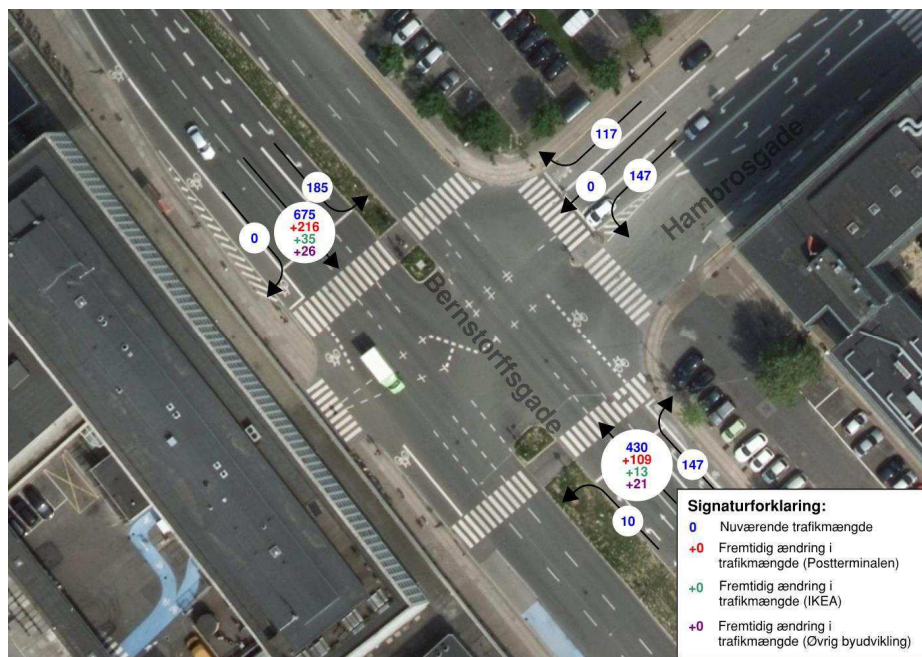 117
0
147
Hambrosgade
185
675
+216
+35
+26
0
Bernstorffsgade
430
+109
+13
+21
147
10
Signaturforklaring:
0 Nuværende trafikmængde
+0 Fremtidig ændring i
trafikmængde (Postterminalen)
+0 Fremtidig ændring i
trafikmængde (IKEA)
+0 Fremtidig ændring i
trafikmængde (Øvrig byudvikling)